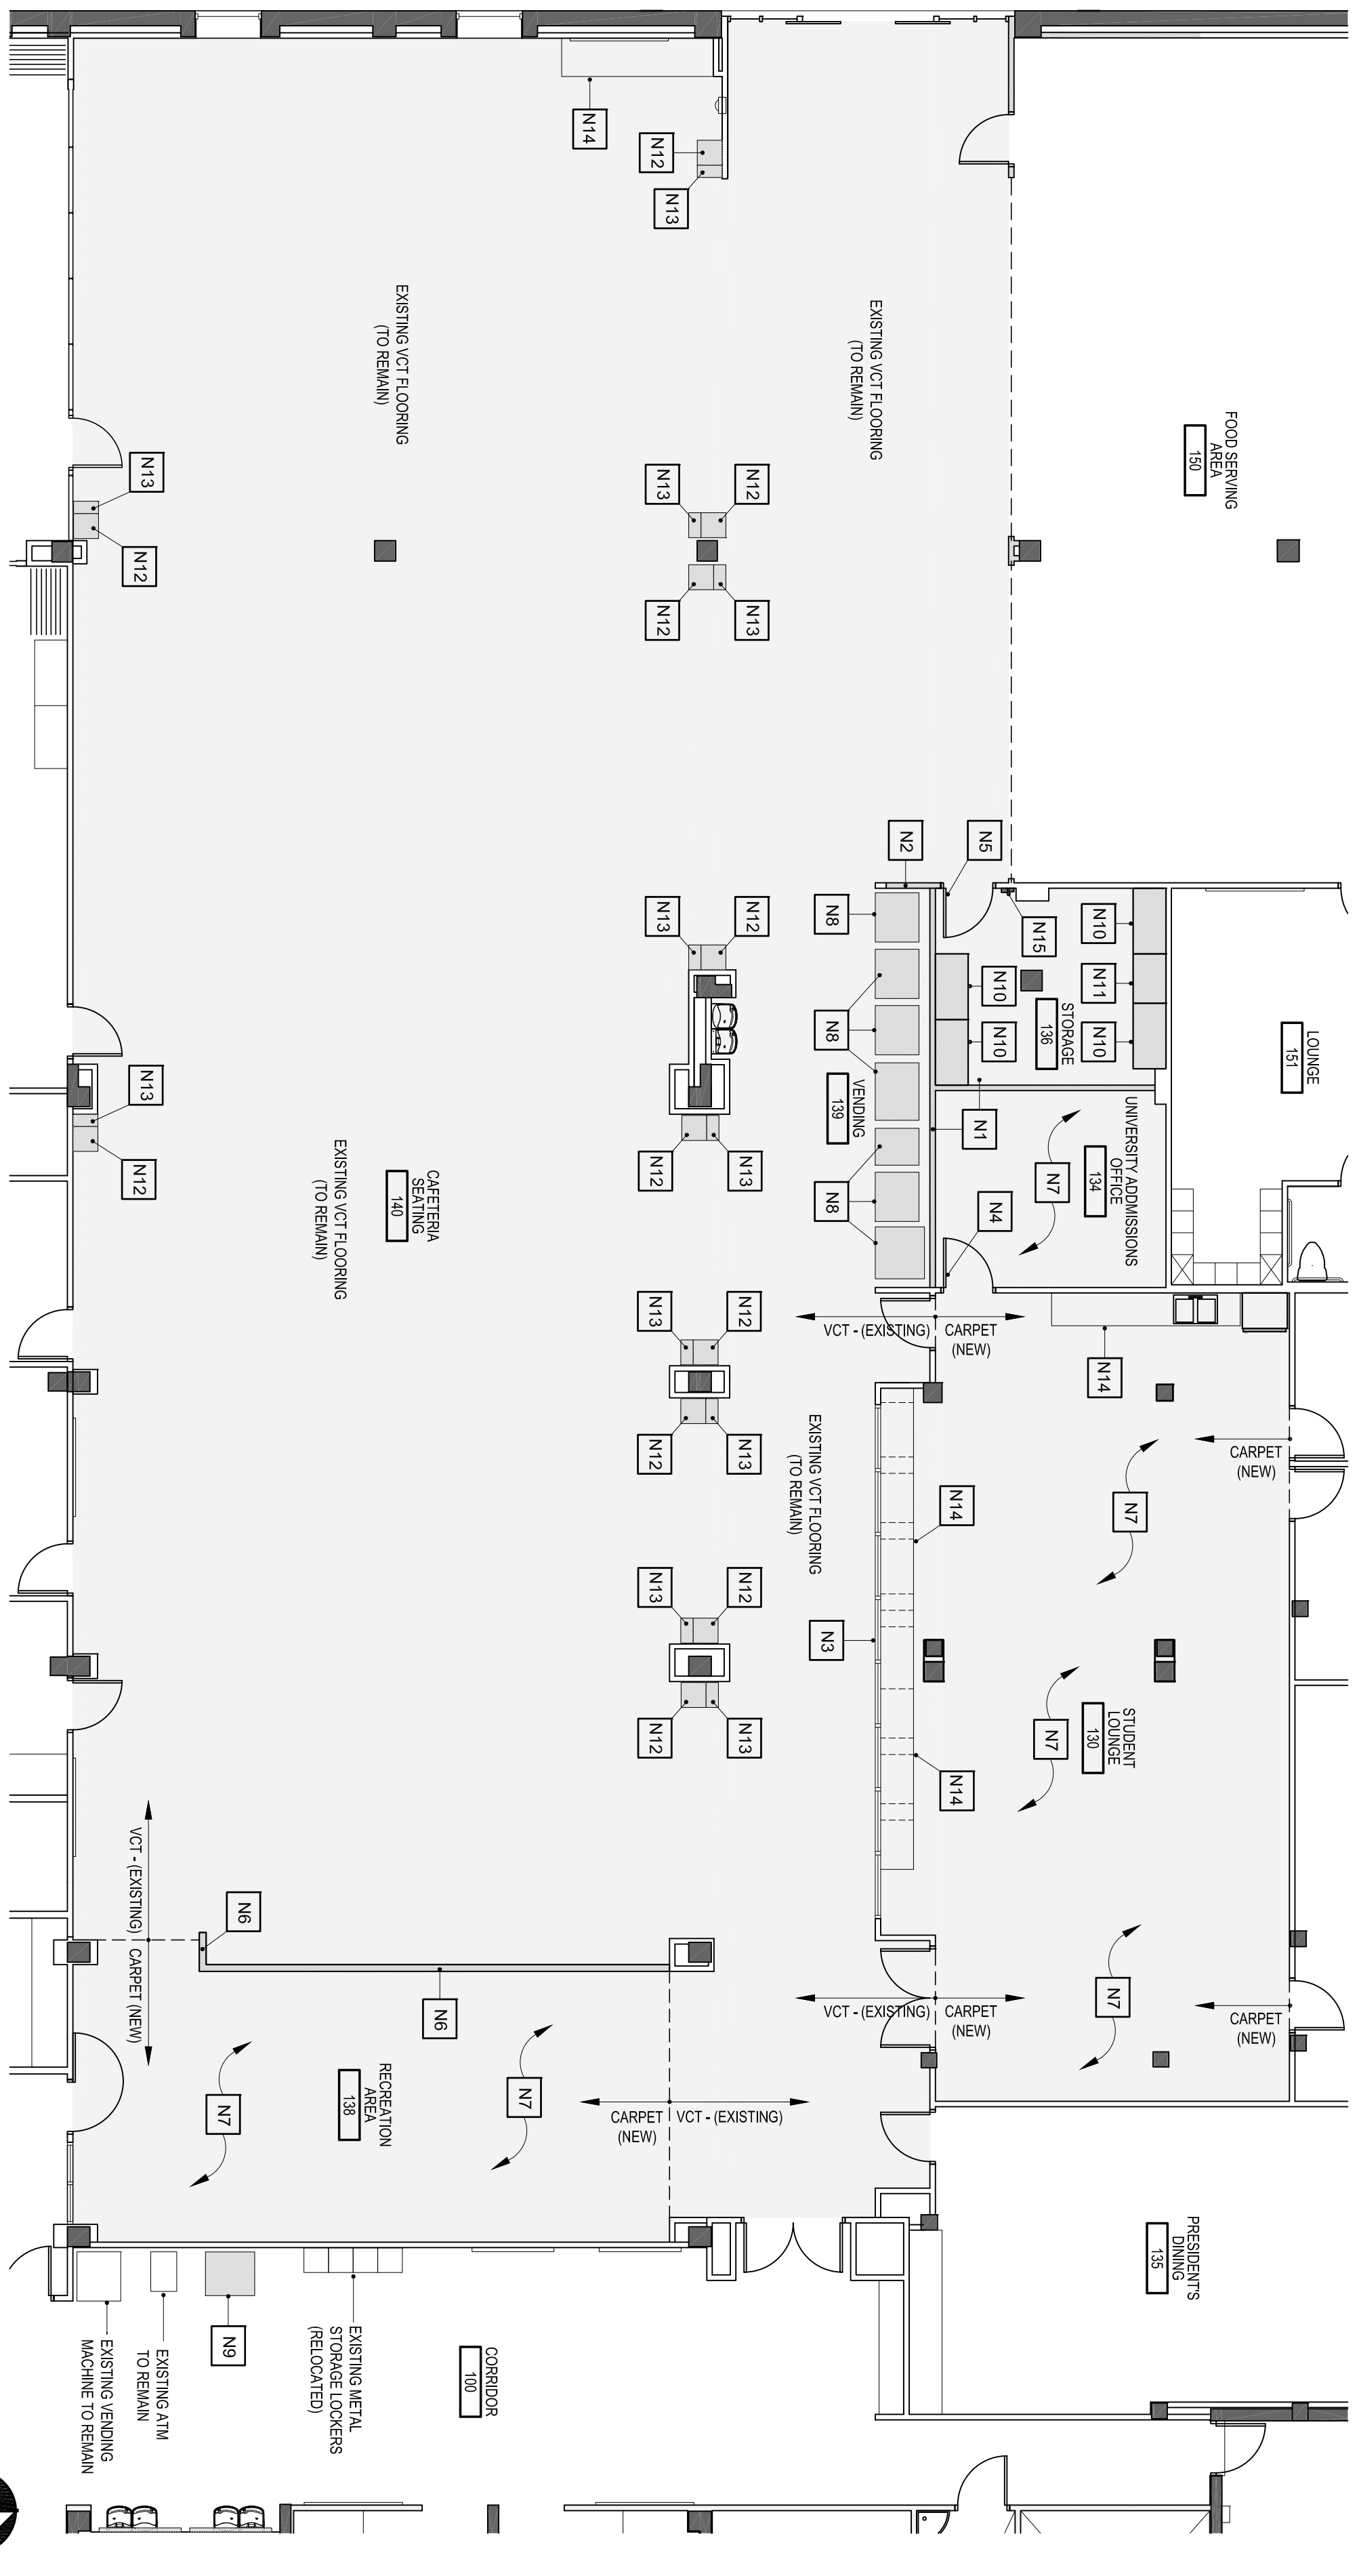 N14
N12
N13
EXISTING VCT FLOORING
(TO REMAIN)
EXISTING VCT FLOORING
(TO REMAIN)
FOOD SERVING
AREA
150
N13
N12
N13
N12
N12
N13
N12
N13
N2
N5
N8
N13
N12
N15
N10
N10
N11
N10
N10
STORAGE
136
N8
LOUNGE
151
VENDING
139
N1
N13
N12
N12
N13
UNIVERSITY ADDMISSIONS
OFFICE
134
N7
N4
N8
CAFETERIA
SEATING
140
EXISTING VCT FLOORING
(TO REMAIN)
VCT - (EXISTING)
CARPET
(NEW)
N13
N12
N14
N12
N13
CARPET
(NEW)
EXISTING VCT FLOORING
(TO REMAIN)
N14
N7
N13
N12
N3
N12
N13
N7
STUDENT
LOUNGE
130
N14
VCT - (EXISTING)
CARPET (NEW)
N6
N6
N7
VCT - (EXISTING)
CARPET
(NEW)
CARPET
(NEW)
RECREATION
AREA
138
N7
N7
CARPET
(NEW)
VCT - (EXISTING)
PRESIDENT'S
DINING
135
N9
CORRIDOR
100
EXISTING METAL
STORAGE LOCKERS
(RELOCATED)
EXISTING ATM
TO REMAIN
EXISTING VENDING
MACHINE TO REMAIN